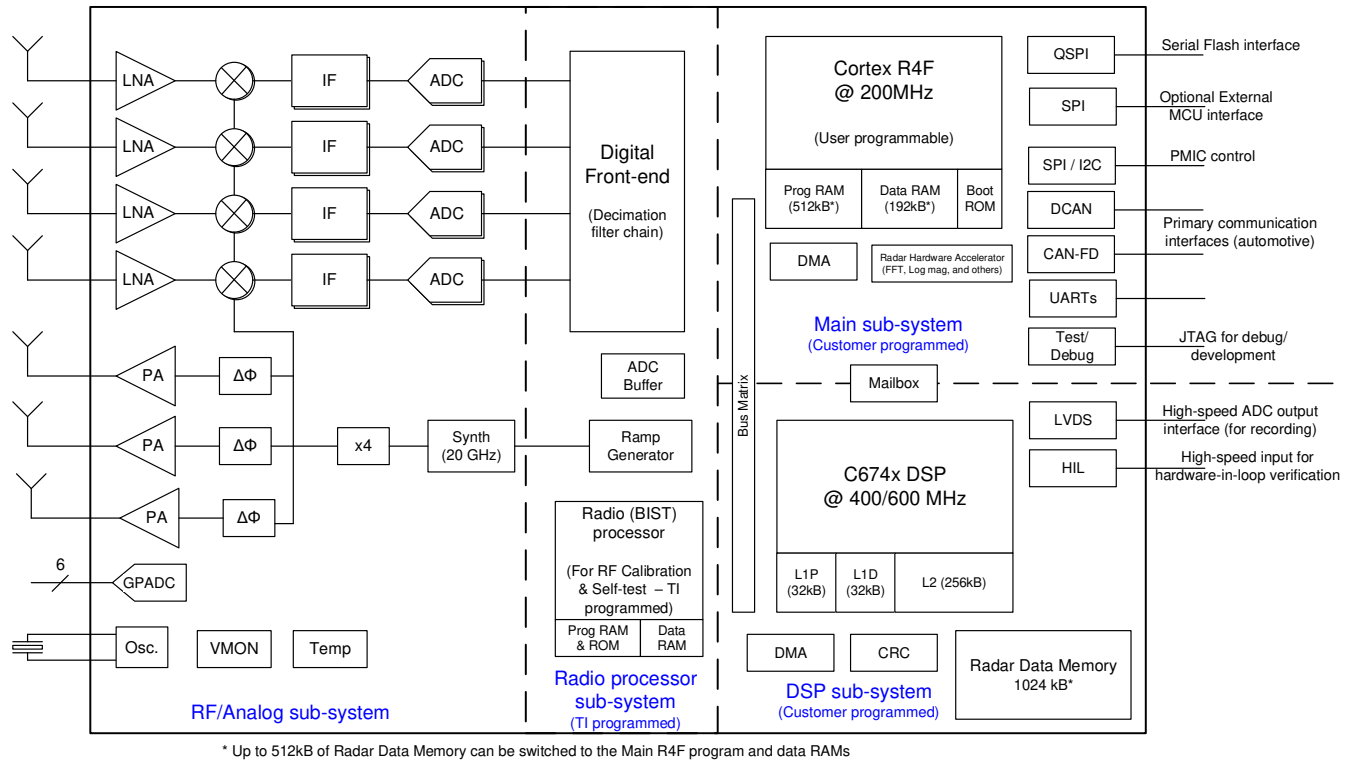 LNA
IF
ADC
LNA
IF
ADC
LNA
IF
ADC
LNA
IF
ADC
PA
ΔΦ
PA
ΔΦ
x4
Synth
(20 GHz)
PA
ΔΦ
6
GPADC
Osc.
VMON
Temp
RF/Analog sub-system
Digital
Front-end
(Decimation
filter chain)
ADC
Buffer
Ramp
Generator
Radio (BIST)
processor
(For RF Calibration
& Self-test – TI
programmed)
Prog RAM
& ROM
Data
RAM
Radio processor
sub-system
(TI programmed)
Bus Matrix
Cortex R4F
@ 200MHz
(User programmable)
Prog RAM
(512kB*)
Data RAM
(192kB*)
Boot
ROM
DMA
Radar Hardware Accelerator
(FFT, Log mag, and others)
Main sub-system
(Customer programmed)
Mailbox
C674x DSP
@ 400/600 MHz
L1P
(32kB)
L1D
(32kB)
L2 (256kB)
DMA
CRC
Radar Data Memory
1024 kB*
DSP sub-system
(Customer programmed)
QSPI
Serial Flash interface
SPI
Optional External
MCU interface
SPI / I2C
PMIC control
DCAN
Primary communication
interfaces (automotive)
CAN-FD
UARTs
Test/
Debug
JTAG for debug/
development
LVDS
High-speed ADC output
interface (for recording)
HIL
High-speed input for
hardware-in-loop verification
* Up to 512kB of Radar Data Memory can be switched to the Main R4F program and data RAMs